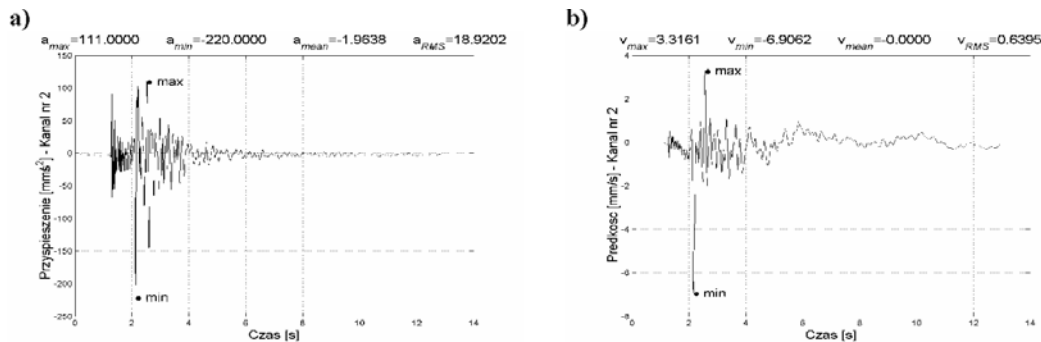 a)
a_max=111.0000 a_min=-220.0000 a_mean=-1.9638 a_RMS=18.9202
150
100
50
0
-50
-100
-150
-200
-250
Przyspieszenie [mms²] - Kanal nr 2
max
min
0 2 4 6 8 10 12 14
Czas [s]
b)
v_max=3.3161 v_min=-6.9062 v_mean=-0.0000 v_RMS=0.6395
4
2
0
-2
-4
-6
-8
Predkosc [mm/s] - Kanal nr 2
max
min
0 2 4 6 8 10 12 14
Czas [s]